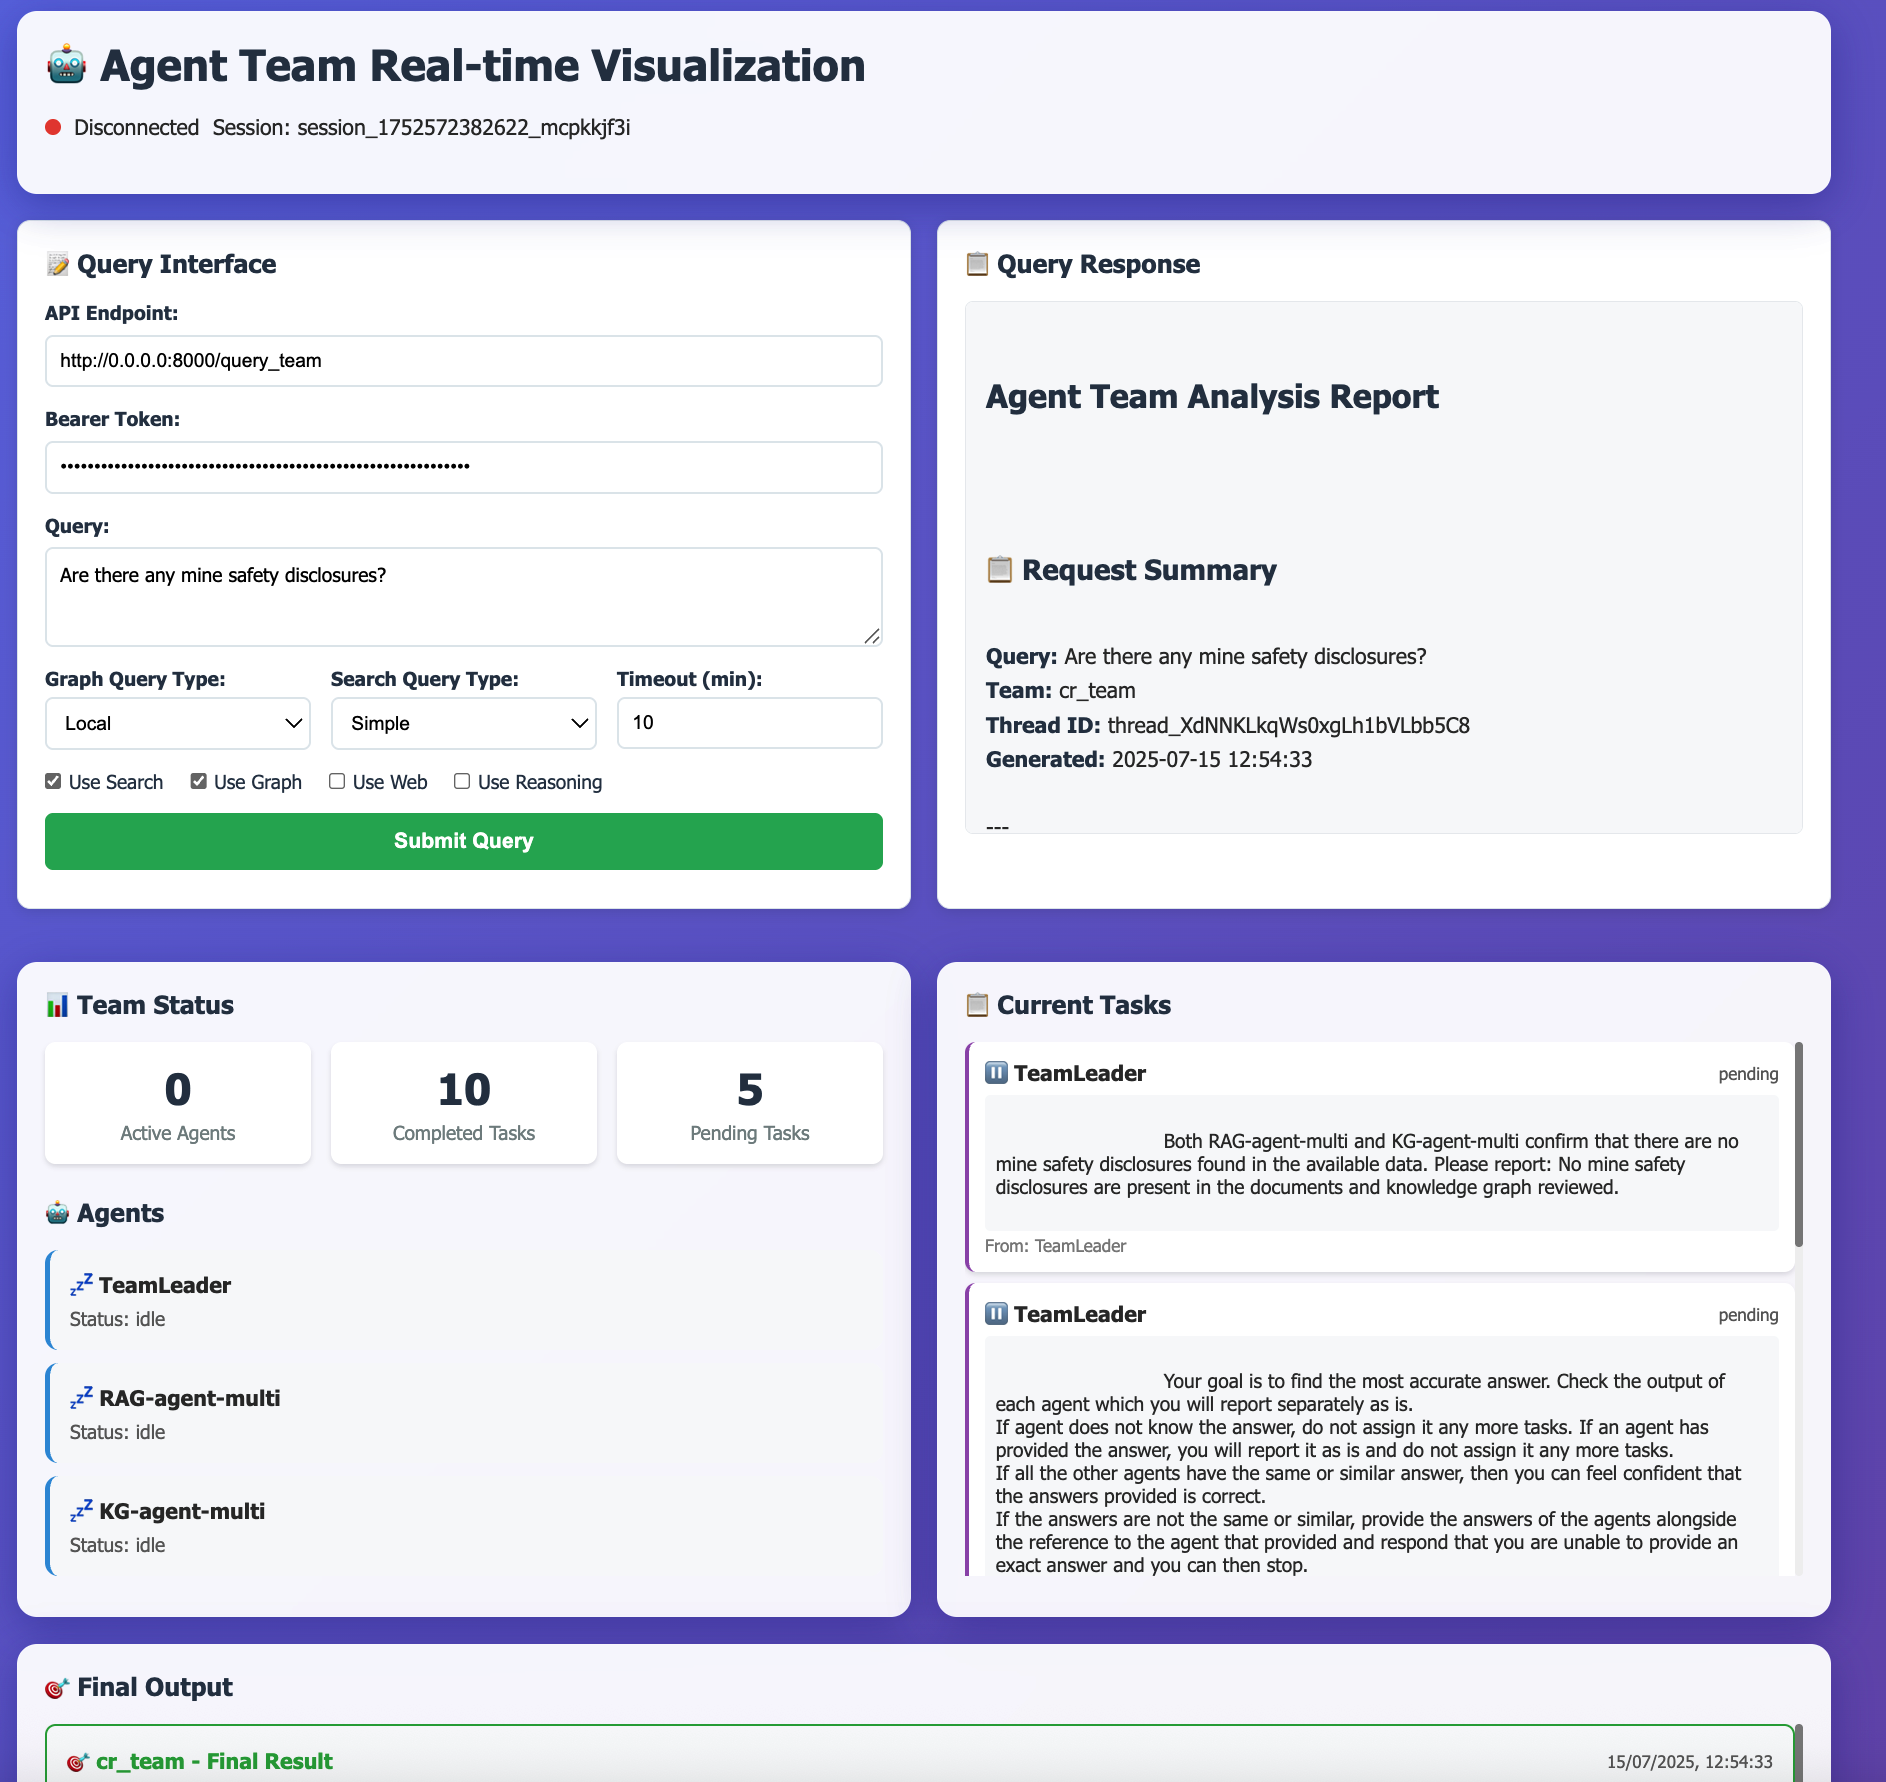 Agent Team Real-time Visualization
Disconnected Session: session_1752572382622_mcpkkjf3i
Query Interface
API Endpoint:
http://0.0.0.0:8000/query_team
Bearer Token:
••••••••••••••••••••••••••••••••••••••••••••••••••••••••••••••
Query:
Are there any mine safety disclosures?
Graph Query Type:
Search Query Type:
Timeout (min):
Local
Simple
10
Use Search
Use Graph
Use Web
Use Reasoning
Submit Query
Query Response
Agent Team Analysis Report
Request Summary
Query: Are there any mine safety disclosures?
Team: cr_team
Thread ID: thread_XdNNKLkqWs0xgLh1bVLbb5C8
Generated: 2025-07-15 12:54:33
---
Team Status
0
Active Agents
10
Completed Tasks
5
Pending Tasks
Agents
TeamLeader
Status: idle
RAG-agent-multi
Status: idle
KG-agent-multi
Status: idle
Current Tasks
TeamLeader
pending
Both RAG-agent-multi and KG-agent-multi confirm that there are no
mine safety disclosures found in the available data. Please report: No mine safety
disclosures are present in the documents and knowledge graph reviewed.
From: TeamLeader
TeamLeader
pending
Your goal is to find the most accurate answer. Check the output of
each agent which you will report separately as is.
If agent does not know the answer, do not assign it any more tasks. If an agent has
provided the answer, you will report it as is and do not assign it any more tasks.
If all the other agents have the same or similar answer, then you can feel confident that
the answers provided is correct.
If the answers are not the same or similar, provide the answers of the agents alongside
the reference to the agent that provided and respond that you are unable to provide an
exact answer and you can then stop.
Final Output
cr_team - Final Result
15/07/2025, 12:54:33